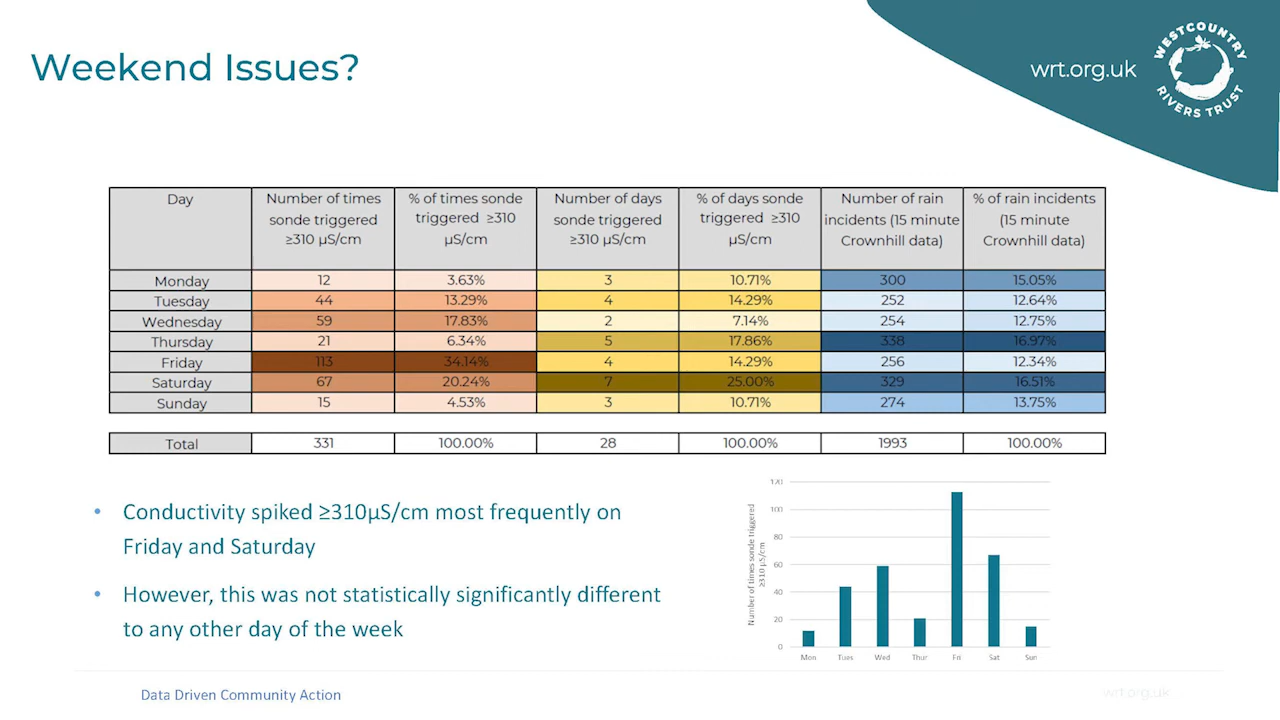 Weekend Issues?
wrt.org.uk
WESTCOUNTRY
RIVERS TRUST
Day
Number of times
sonde triggered
≥310 µS/cm
% of times sonde
triggered ≥310
µS/cm
Number of days
sonde triggered
≥310 µS/cm
% of days sonde
triggered ≥310
µS/cm
Number of rain
incidents (15 minute
Crownhill data)
% of rain incidents
(15 minute
Crownhill data)
Monday 12 3.63% 3 10.71% 300 15.05%
Tuesday 44 13.29% 4 14.29% 252 12.64%
Wednesday 59 17.83% 2 7.14% 254 12.75%
Thursday 21 6.34% 5 17.86% 338 16.97%
Friday 113 34.14% 4 14.29% 256 12.34%
Saturday 67 20.24% 7 25.00% 329 16.51%
Sunday 15 4.53% 3 10.71% 274 13.75%
Total 331 100.00% 28 100.00% 1993 100.00%
• Conductivity spiked ≥310µS/cm most frequently on
Friday and Saturday
• However, this was not statistically significantly different
to any other day of the week
Number of times sonde triggered
≥310 µS/cm
120
100
80
60
40
20
0
Mon Tues Wed Thur Fri Sat Sun
Data Driven Community Action
wrt.org.uk